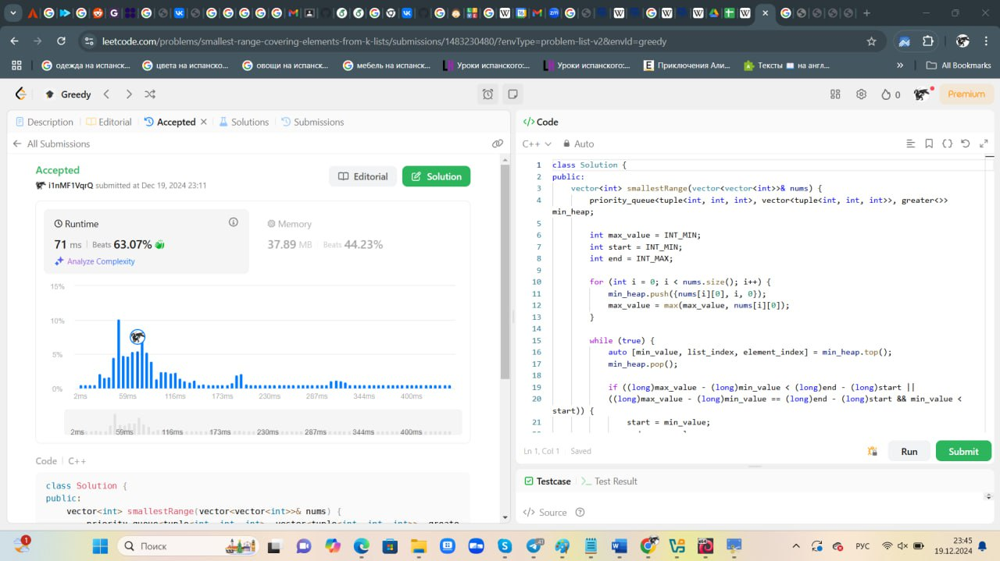 leetcode.com/problems/smallest-range-covering-elements-from-k-lists/submissions/1483230480/?envType=problem-list-v2&envId=greedy
одежда на испанск...
цвета на испанско...
овощи на испанск...
мебель на испанск...
Уроки испанского:...
Уроки испанского:...
Приключения Али...
Тексты 📖 на англ...
» All Bookmarks
Greedy
0
Premium
Description
Editorial
Accepted
Solutions
Submissions
All Submissions
Accepted
i1nMF1VqrQ submitted at Dec 19, 2024 23:11
Editorial
Solution
Runtime
71 ms | Beats 63.07%
Analyze Complexity
Memory
37.89 MB | Beats 44.23%
15%
10%
5%
0%
2ms 59ms 116ms 173ms 230ms 287ms 344ms 400ms
2ms 59ms 116ms 173ms 230ms 287ms 344ms 400ms
Code | C++
class Solution {
public:
    vector<int> smallestRange(vector<vector<int>>& nums) {
</> Code
C++ Auto
1 class Solution {
2 public:
3     vector<int> smallestRange(vector<vector<int>>& nums) {
4         priority_queue<tuple<int, int, int>, vector<tuple<int, int, int>>, greater<>>
min_heap;
5
6         int max_value = INT_MIN;
7         int start = INT_MIN;
8         int end = INT_MAX;
9
10         for (int i = 0; i < nums.size(); i++) {
11             min_heap.push({nums[i][0], i, 0});
12             max_value = max(max_value, nums[i][0]);
13         }
14
15         while (true) {
16             auto [min_value, list_index, element_index] = min_heap.top();
17             min_heap.pop();
18
19             if ((long)max_value - (long)min_value < (long)end - (long)start ||
20             ((long)max_value - (long)min_value == (long)end - (long)start && min_value <
start)) {
21                 start = min_value;
Ln 1, Col 1 Saved
Run
Submit
Testcase
>_ Test Result
</> Source
1
Поиск
41
РУС
23:45
19.12.2024